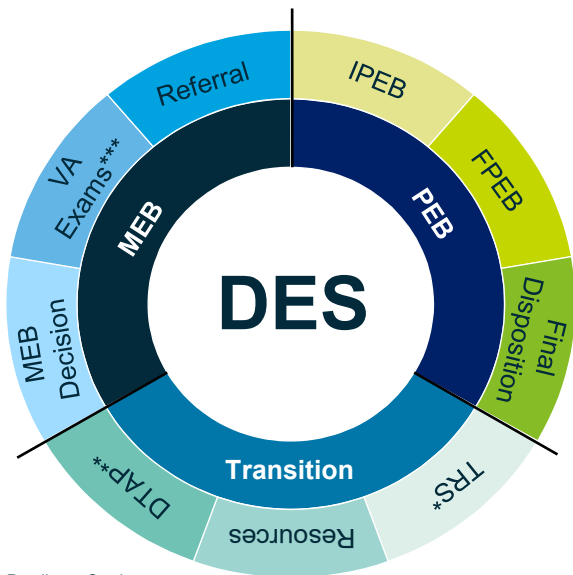 Referral
IPEB
VA
Exams***
FPEB
MEB
PEB
DES
MEB
Decision
Final
Disposition
Transition
DTAP**
Resources
TRS*